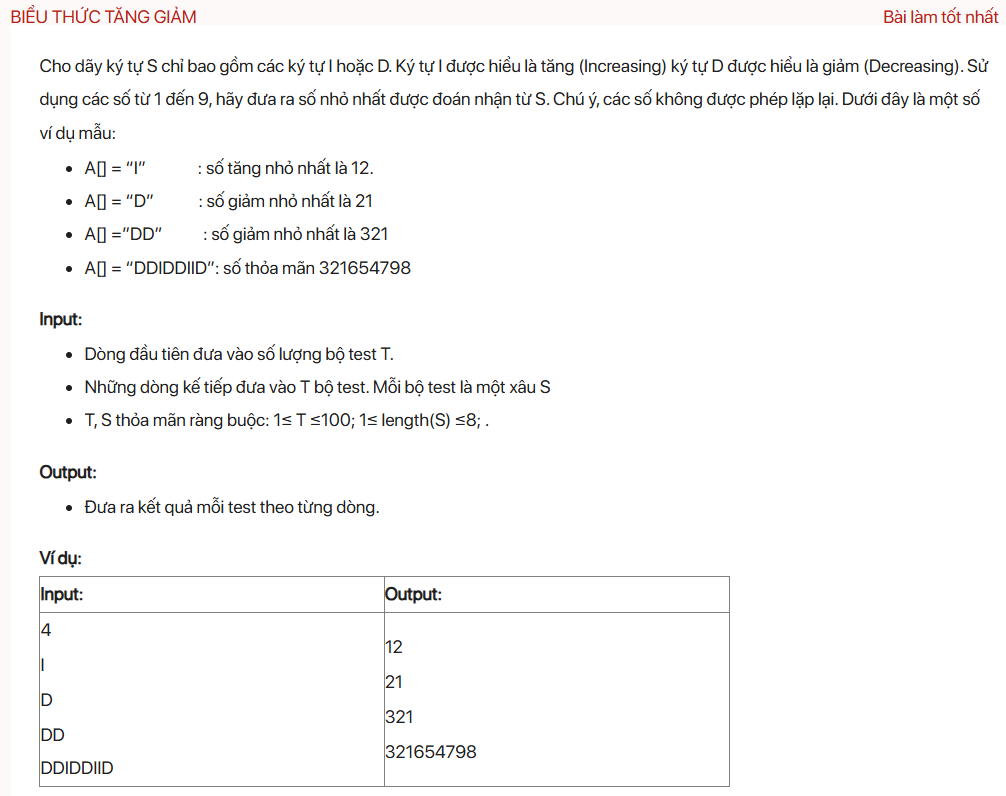 BIỂU THỨC TĂNG GIẢM
Bài làm tốt nhất
Cho dãy ký tự S chỉ bao gồm các ký tự I hoặc D. Ký tự I được hiểu là tăng (Increasing) ký tự D được hiểu là giảm (Decreasing). Sử
dụng các số từ 1 đến 9, hãy đưa ra số nhỏ nhất được đoán nhận từ S. Chú ý, các số không được phép lặp lại. Dưới đây là một số
ví dụ mẫu:
• A[] = “I” : số tăng nhỏ nhất là 12.
• A[] = “D” : số giảm nhỏ nhất là 21
• A[] =”DD” : số giảm nhỏ nhất là 321
• A[] = “DDIDDIID”: số thỏa mãn 321654798
Input:
• Dòng đầu tiên đưa vào số lượng bộ test T.
• Những dòng kế tiếp đưa vào T bộ test. Mỗi bộ test là một xâu S
• T, S thỏa mãn ràng buộc: 1≤ T ≤100; 1≤ length(S) ≤8; .
Output:
• Đưa ra kết quả mỗi test theo từng dòng.
Ví dụ:
Input: Output:
4
I
D
DD
DDIDDIID
12
21
321
321654798